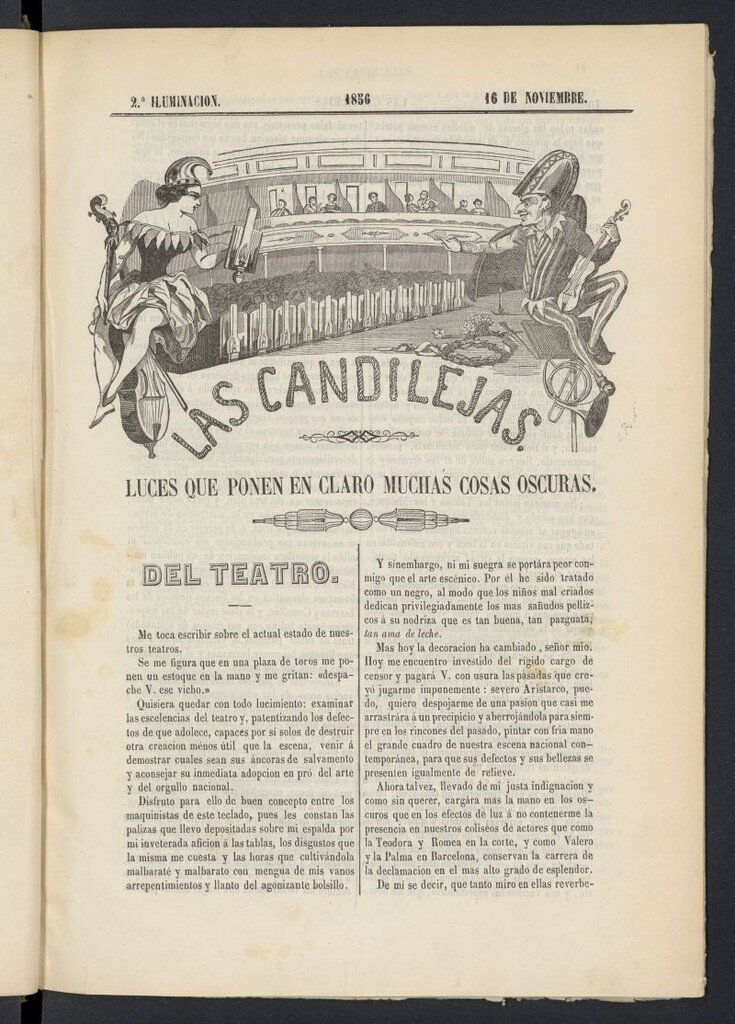 2.ª ILUMINACION. 1856 16 DE NOVIEMBRE.
LAS CANDILEJAS.
LUCES QUE PONEN EN CLARO MUCHAS COSAS OSCURAS.
DEL TEATRO.
Me toca escribir sobre el actual estado de nues-
tros teatros.
Se me figura que en una plaza de toros me po-
nen un estoque en la mano y me gritan: «despa-
che V. ese vicho.»
Quisiera quedar con todo lucimiento: examinar
las escelencias del teatro y, patentizando los defec-
tos de que adolece, capaces por si solos de destruir
otra creacion ménos útil que la escena, venir á
demostrar cuales sean sus áncoras de salvamento
y aconsejar su inmediata adopcion en pró del arte
y del orgullo nacional.
Disfruto para ello de buen concepto entre los
maquinistas de este teclado, pues les constan las
palizas que llevo depositadas sobre mi espalda por
mi inveterada aficion á las tablas, los disgustos que
la misma me cuesta y las horas que cultivándola
malbaraté y malbarato con mengua de mis vanos
arrepentimientos y llanto del agonizante bolsillo.
Y sinembargo, ni mi suegra se portára peor con-
migo que el arte escénico. Por él he sido tratado
como un negro, al modo que los niños mal criados
dedican privilegiadamente los mas sañudos pelliz-
cos á su nodriza que es tan buena, tan pazguata,
tan ama de leche.
Mas hoy la decoracion ha cambiado, señor mio.
Hoy me encuentro investido del rígido cargo de
censor y pagará V. con usura las pasadas que cre-
yó jugarme impunemente: severo Aristarco, pue-
do, quiero despojarme de una pasion que casi me
arrastrára á un precipicio y aherrojándola para siem-
pre en los rincones del pasado, pintar con fria mano
el grande cuadro de nuestra escena nacional con-
temporánea, para que sus defectos y sus bellezas se
presenten igualmente de relieve.
Ahora talvez, llevado de mi justa indignacion y
como sin querer, cargára mas la mano en los os-
curos que en los efectos de luz á no contenerme la
presencia en nuestros coliseos de actores que como
la Teodora y Romea en la corte, y como Valero
y la Palma en Barcelona, conservan la carrera de
la declamacion en el mas alto grado de esplendor.
De mi se decir, que tanto miro en ellas reverbe-